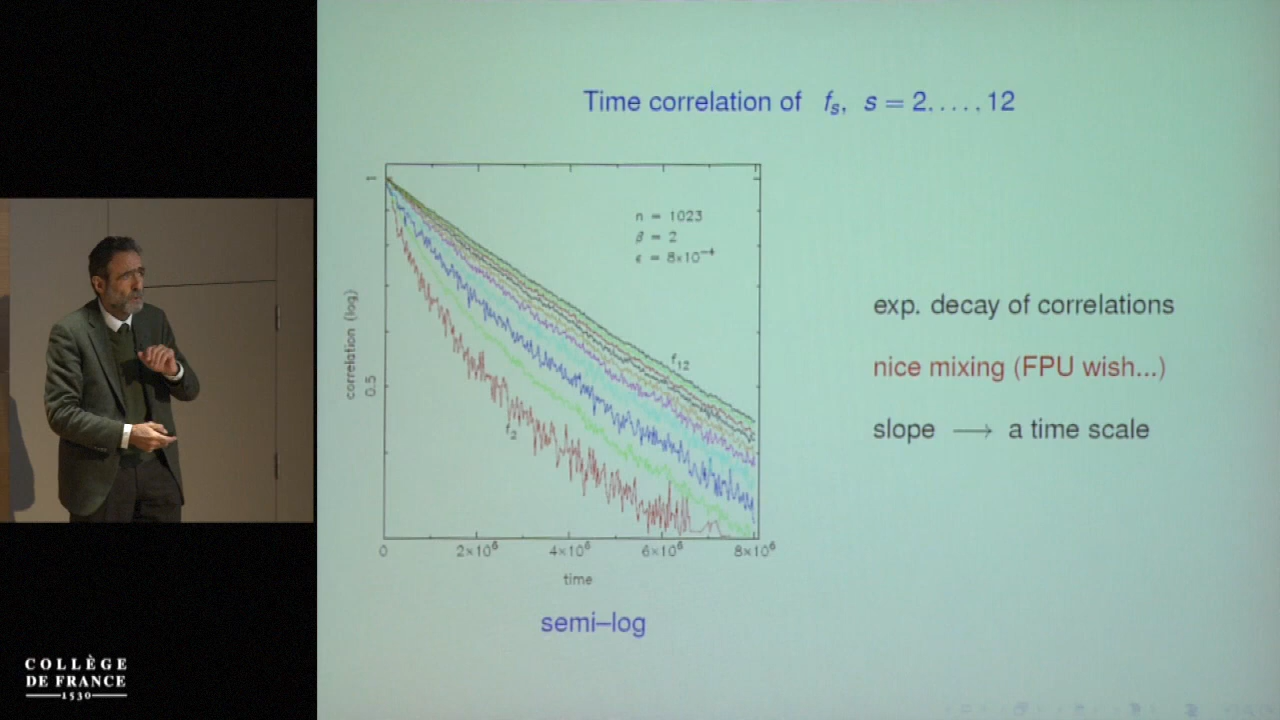 Time correlation of fₛ, s = 2. . . . , 12
n = 1023
β = 2
ϵ = 8×10⁻⁴
1
0.5
correlation (log)
f₁₂
f₂
0 2×10⁶ 4×10⁶ 6×10⁶ 8×10⁶
time
semi–log
exp. decay of correlations
nice mixing (FPU wish...)
slope ⟶ a time scale
COLLÈGE
DE FRANCE
1530